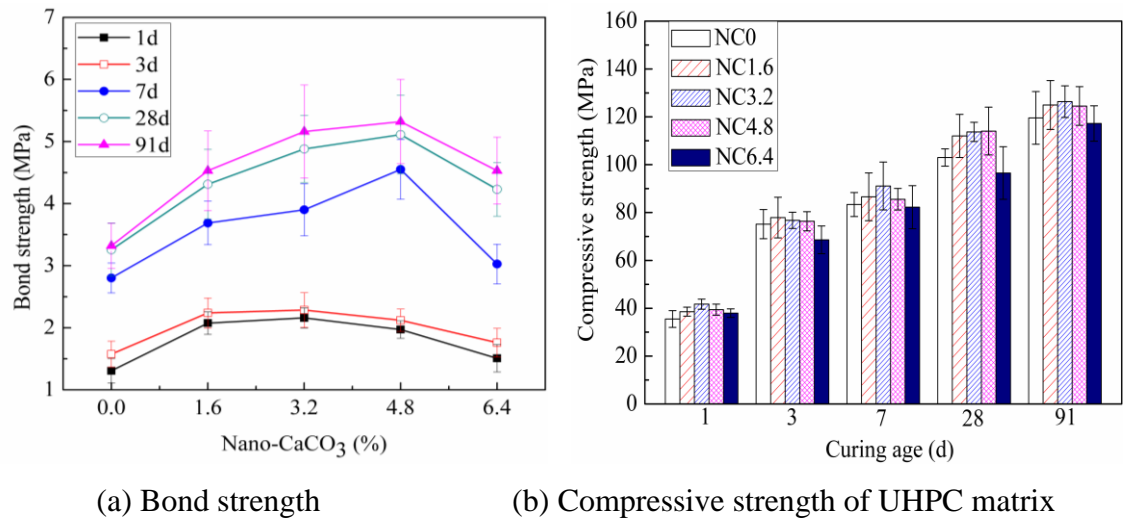 7
6
5
4
3
2
1
Bond strength (MPa)
1d
3d
7d
28d
91d
0.0 1.6 3.2 4.8 6.4
Nano-CaCO3 (%)
(a) Bond strength
160
140
120
100
80
60
40
20
0
Compressive strength (MPa)
NC0
NC1.6
NC3.2
NC4.8
NC6.4
1 3 7 28 91
Curing age (d)
(b) Compressive strength of UHPC matrix